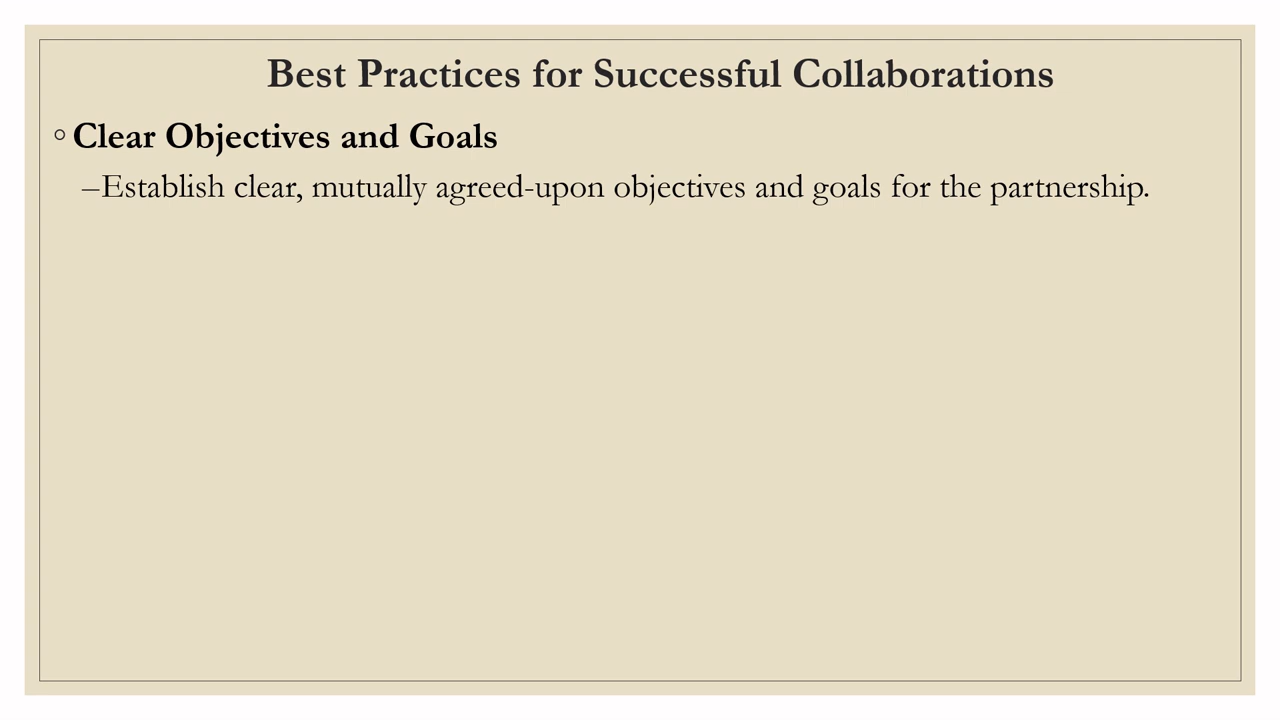 Best Practices for Successful Collaborations
◦ Clear Objectives and Goals
–Establish clear, mutually agreed-upon objectives and goals for the partnership.